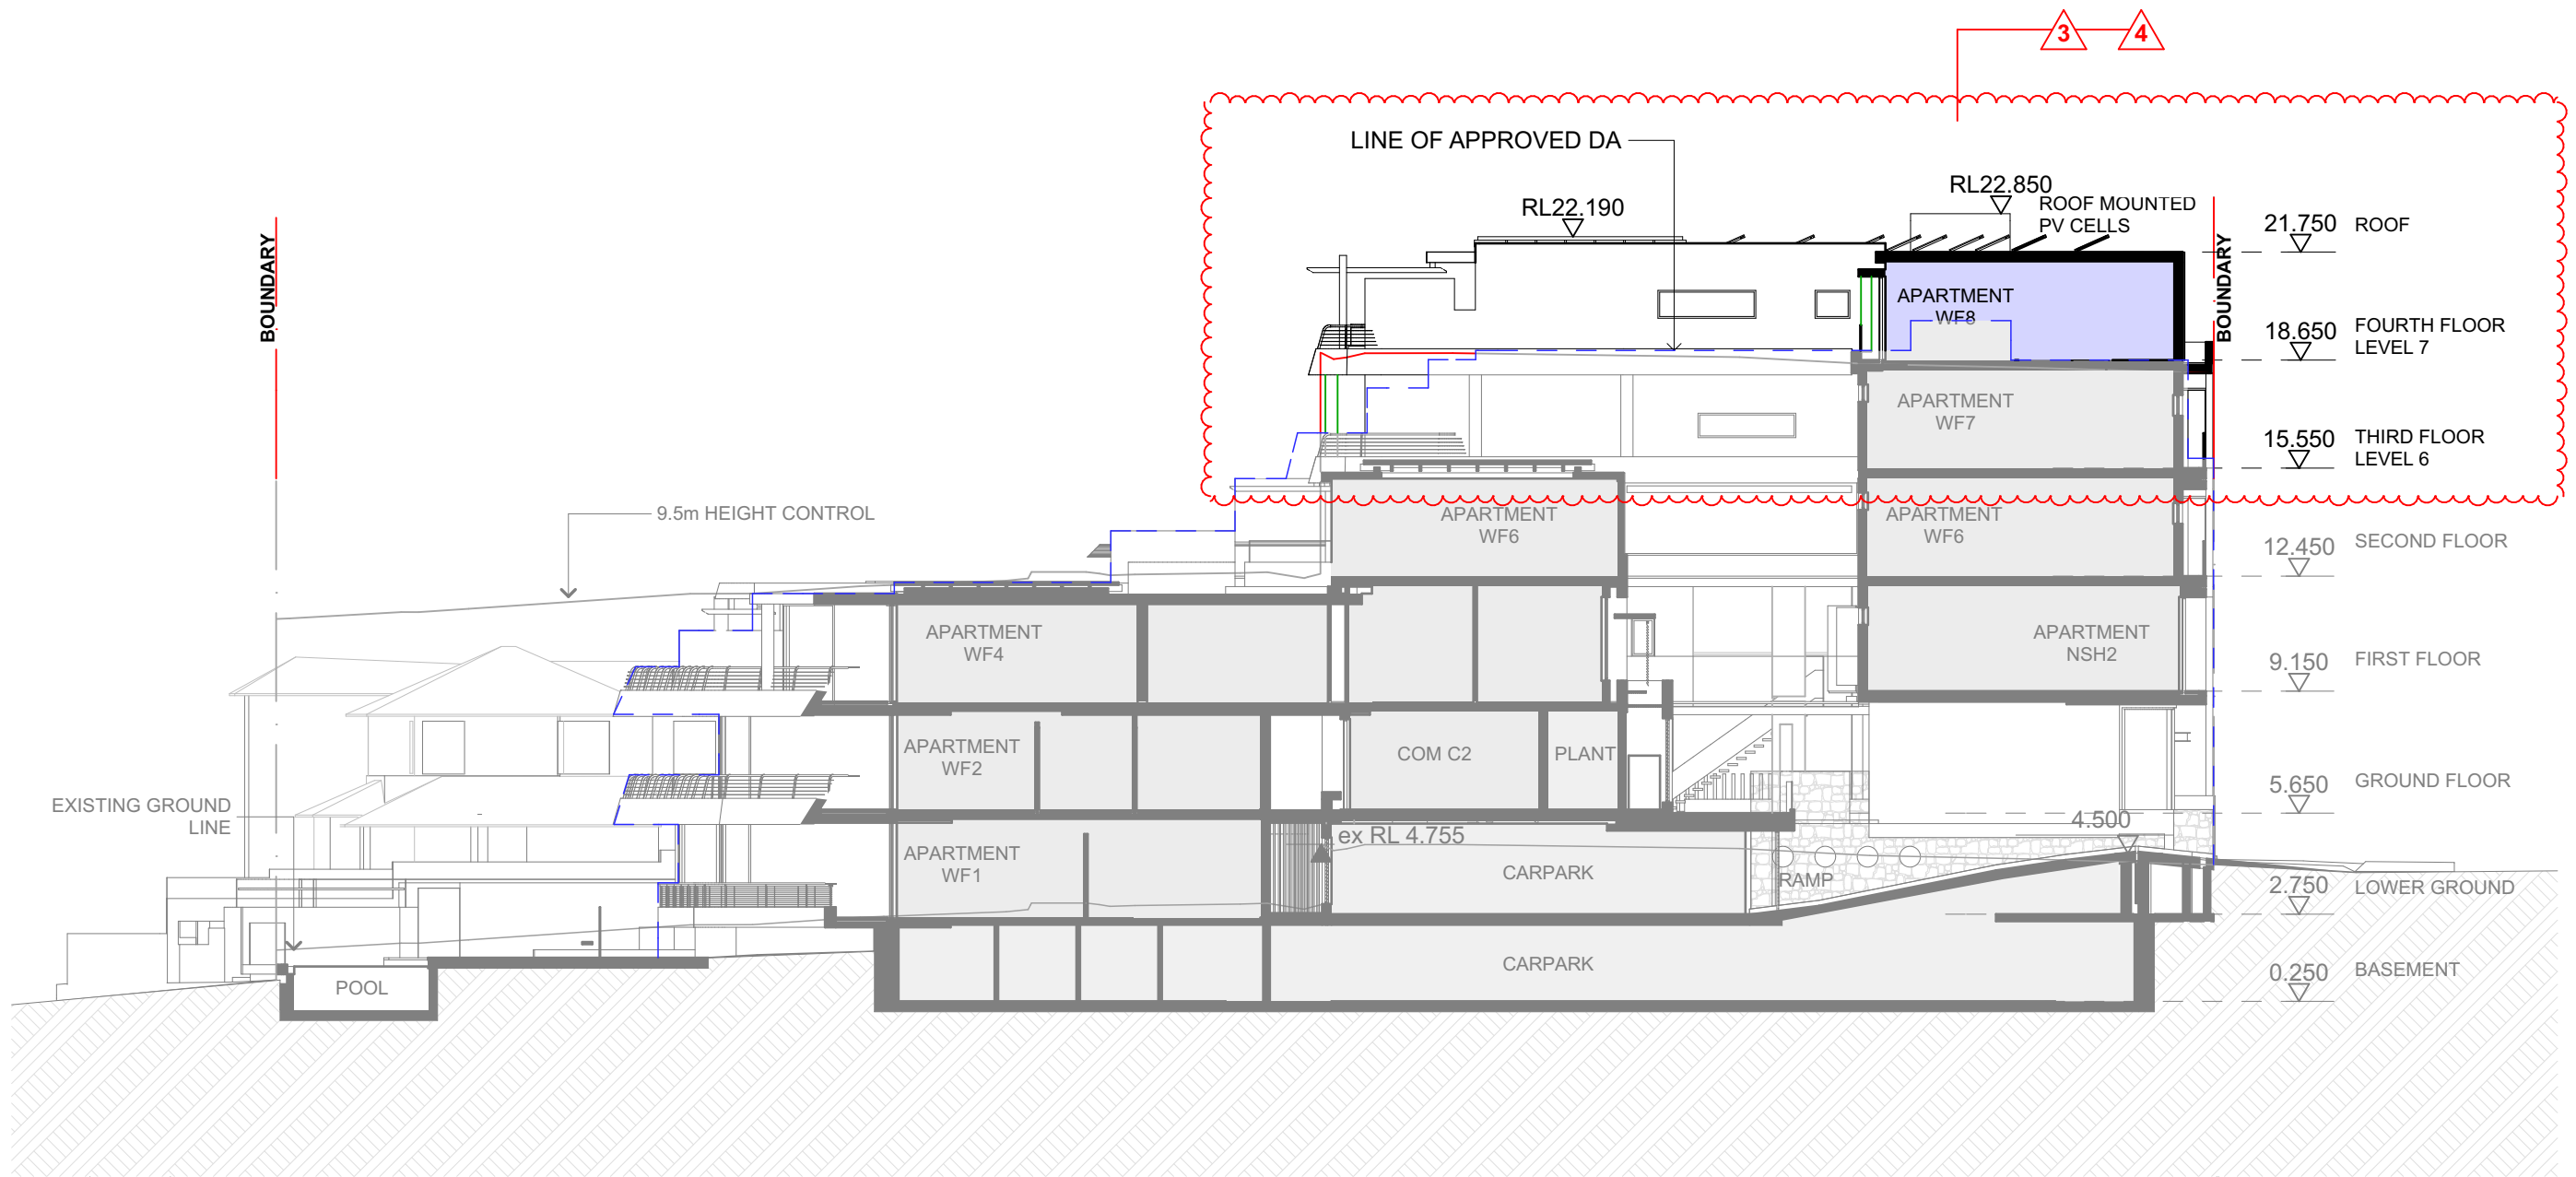 3
4
LINE OF APPROVED DA
RL22.850
RL22.190
ROOF MOUNTED
PV CELLS
21.750 ROOF
BOUNDARY
BOUNDARY
APARTMENT
WF8
18.650 FOURTH FLOOR
LEVEL 7
APARTMENT
WF7
15.550 THIRD FLOOR
LEVEL 6
9.5m HEIGHT CONTROL
APARTMENT
WF6
APARTMENT
WF6
12.450 SECOND FLOOR
APARTMENT
WF4
APARTMENT
NSH2
9.150 FIRST FLOOR
APARTMENT
WF2
COM C2
PLANT
5.650 GROUND FLOOR
EXISTING GROUND
LINE
ex RL 4.755
4.500
APARTMENT
WF1
CARPARK
RAMP
2.750 LOWER GROUND
CARPARK
0.250 BASEMENT
POOL